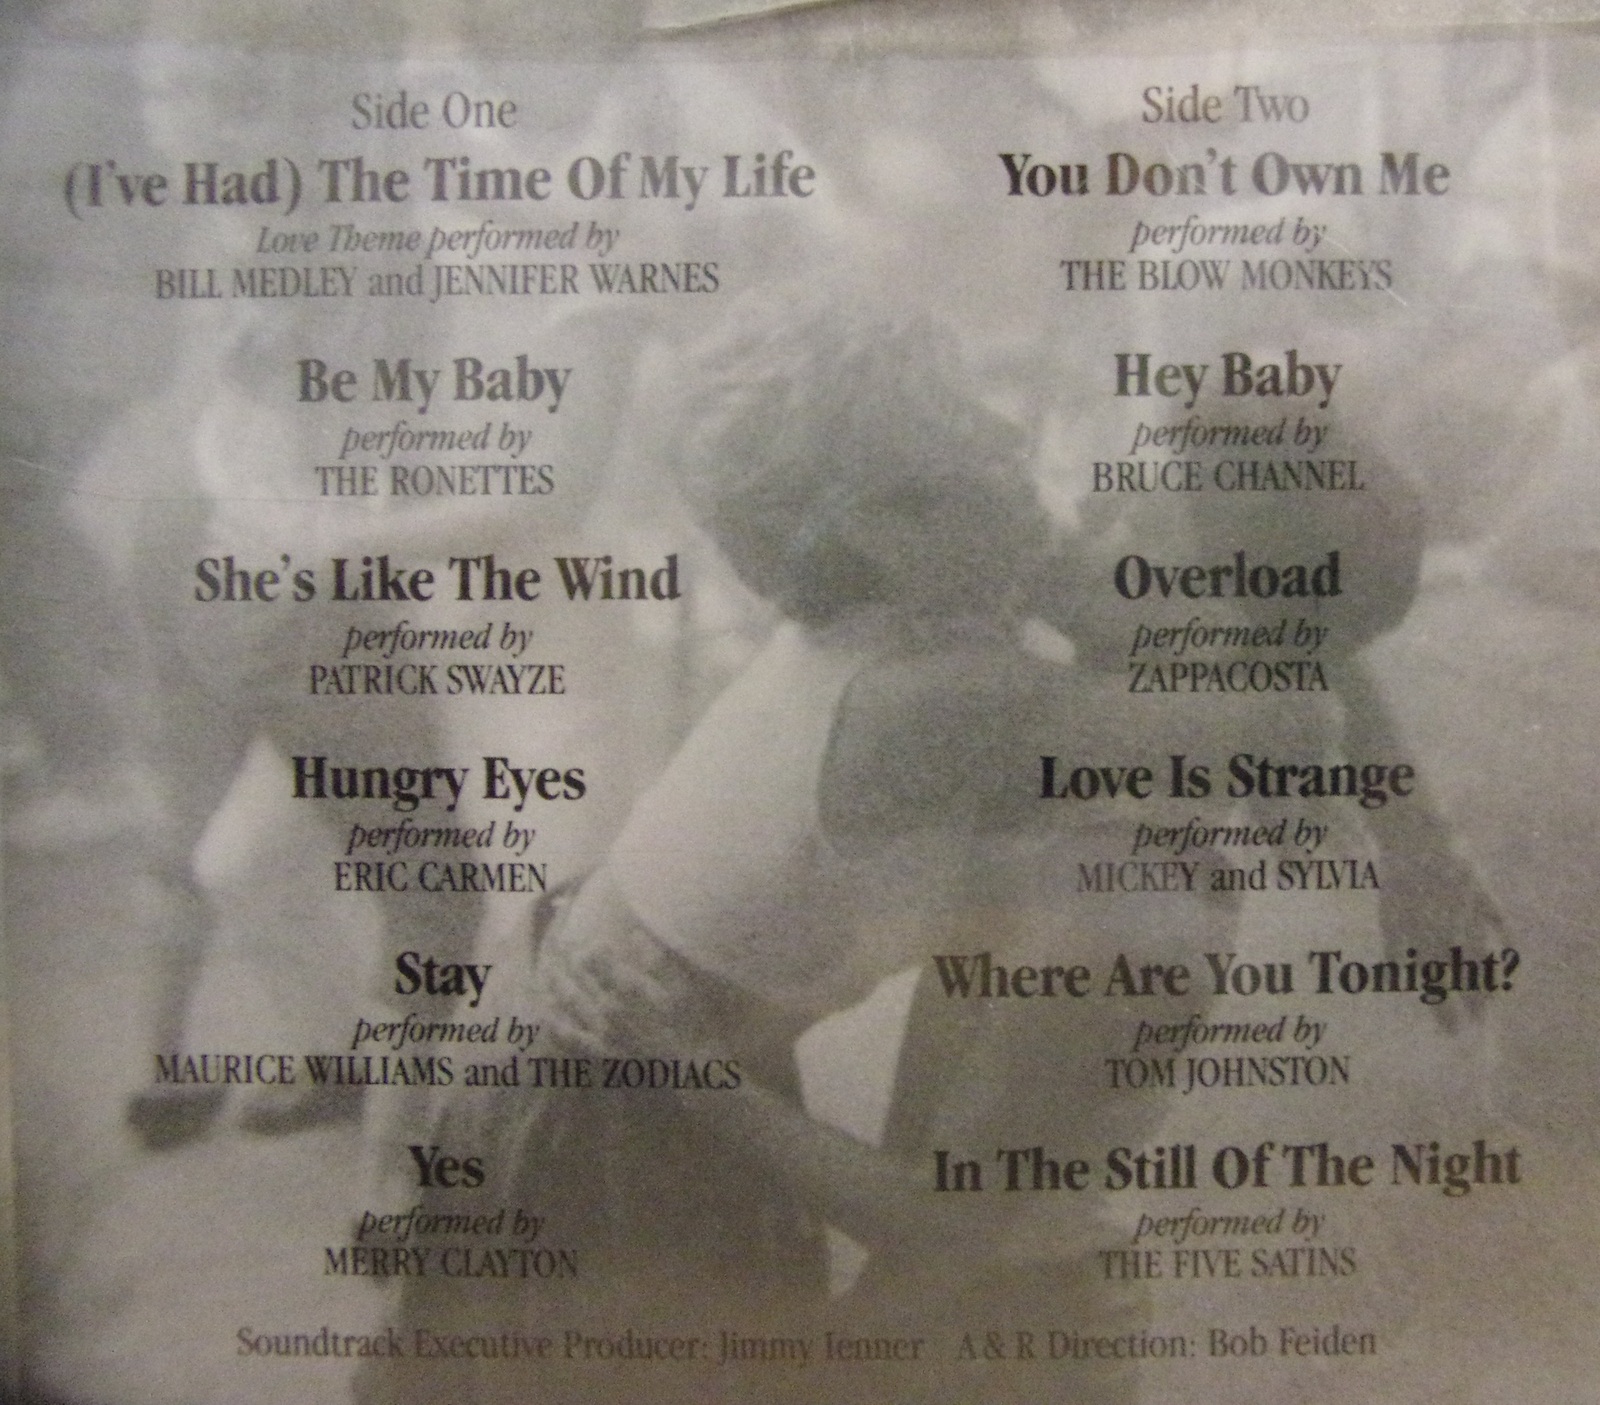 Side One
(I've Had) The Time Of My Life
Love Theme performed by
BILL MEDLEY and JENNIFER WARNES
Be My Baby
performed by
THE RONETTES
She's Like The Wind
performed by
PATRICK SWAYZE
Hungry Eyes
performed by
ERIC CARMEN
Stay
performed by
MAURICE WILLIAMS and THE ZODIACS
Yes
performed by
MERRY CLAYTON
Side Two
You Don't Own Me
performed by
THE BLOW MONKEYS
Hey Baby
performed by
BRUCE CHANNEL
Overload
performed by
ZAPPACOSTA
Love Is Strange
performed by
MICKEY and SYLVIA
Where Are You Tonight?
performed by
TOM JOHNSTON
In The Still Of The Night
performed by
THE FIVE SATINS
Soundtrack Executive Producer: Jimmy Ienner A & R Direction: Bob Feiden